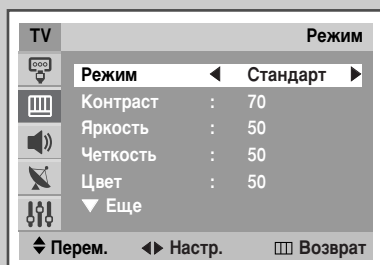 TV Режим
Режим ◀ Стандарт ▶
Контраст : 70
Яркость : 50
Четкость : 50
Цвет : 50
▼ Еще
Перем. Настр. Возврат